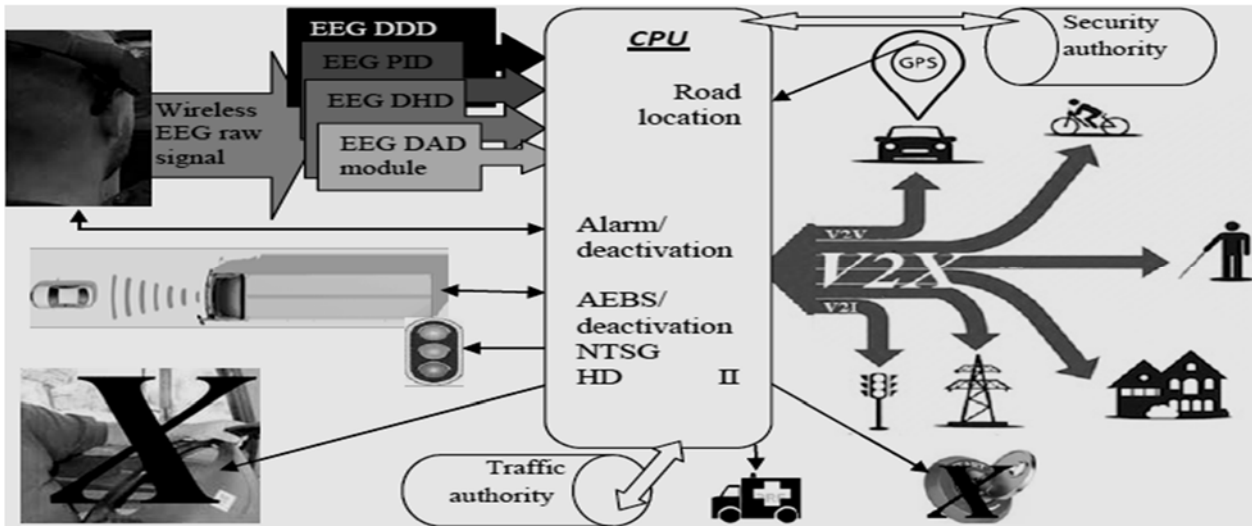 EEG DDD
EEG PID
EEG DHD
EEG DAD
module
Wireless
EEG raw
signal
CPU
Road
location
Alarm/
deactivation
AEBS/
deactivation
NTSG
HD II
Security
authority
GPS
V2V
V2X
V2I
X
Traffic
authority
X